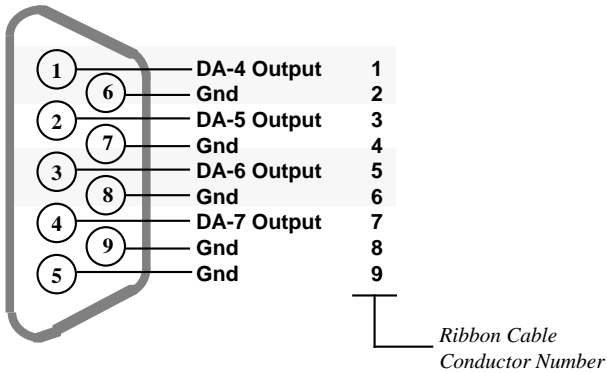 1 DA-4 Output 1
6 Gnd 2
2 DA-5 Output 3
7 Gnd 4
3 DA-6 Output 5
8 Gnd 6
4 DA-7 Output 7
9 Gnd 8
5 Gnd 9
Ribbon Cable
Conductor Number